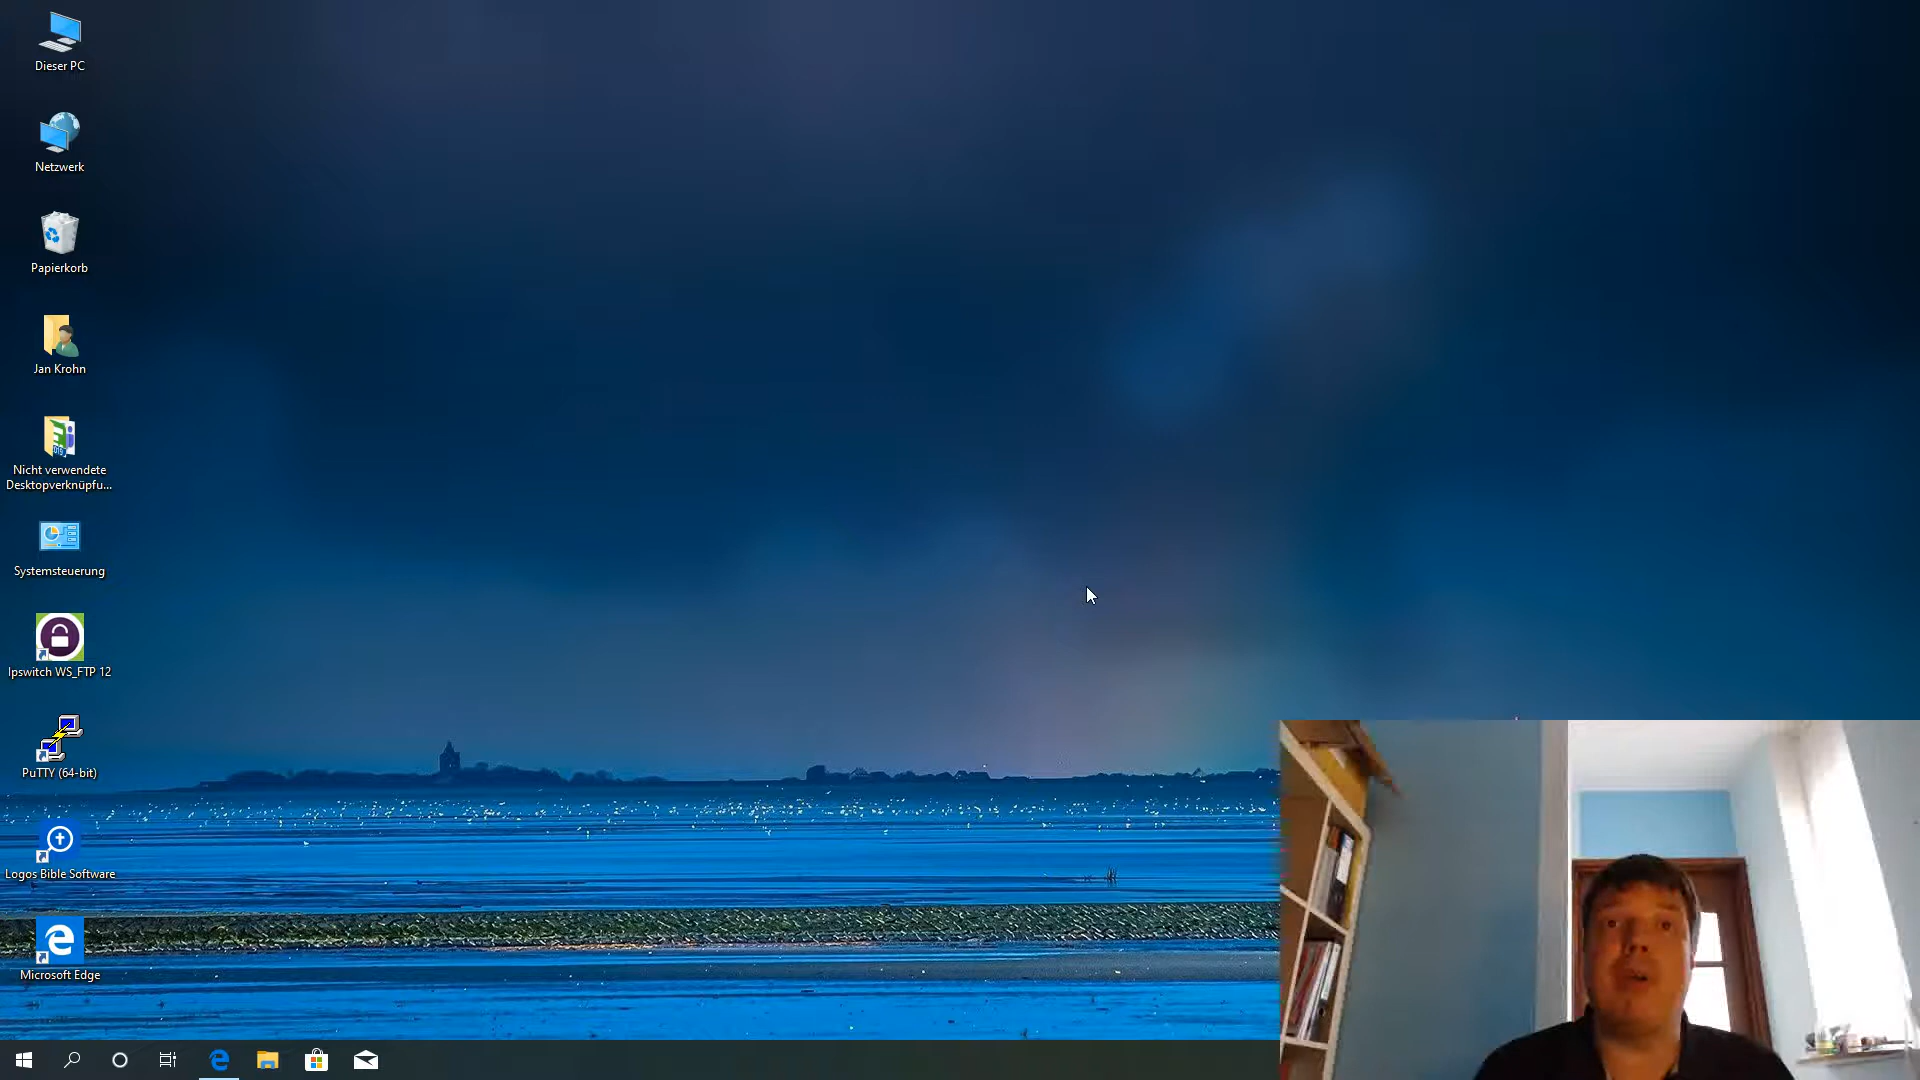 Dieser PC
Netzwerk
Papierkorb
Jan Krohn
Nicht verwendete
Desktopverknüpfu...
Systemsteuerung
Ipswitch WS_FTP 12
PuTTY (64-bit)
Logos Bible Software
Microsoft Edge